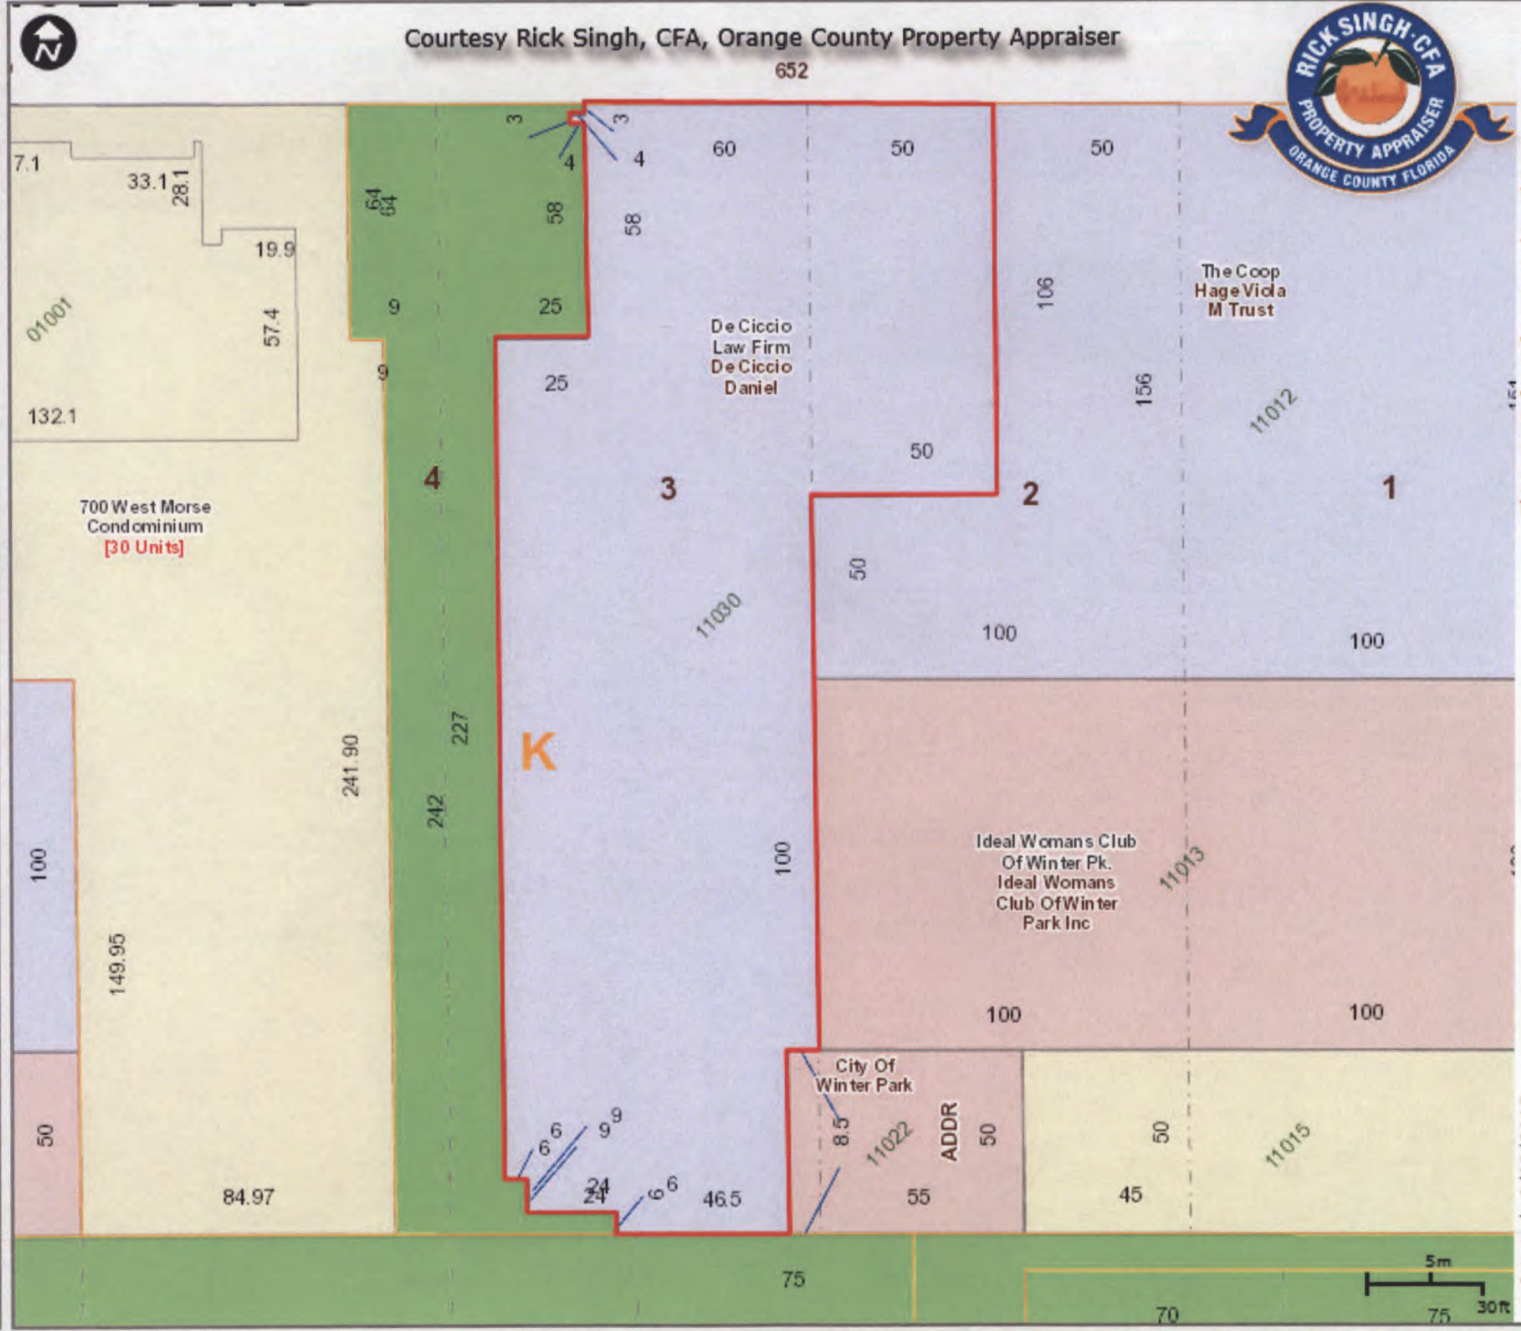 N
Courtesy Rick Singh, CFA, Orange County Property Appraiser
652
RICK SINGH·CFA
PROPERTY APPRAISER
ORANGE COUNTY FLORIDA
3
3
4
4
60
50
50
7.1
33.1
28.1
64
64
58
58
19.9
01001
57.4
9
25
9
25
132.1
De Ciccio
Law Firm
De Ciccio
Daniel
106
The Coop
Hage Viola
M Trust
156
11012
50
4
3
2
1
700 West Morse
Condominium
[30 Units]
50
11030
100
100
241.90
227
K
242
100
100
Ideal Womans Club
Of Winter Pk.
Ideal Womans
Club Of Winter
Park Inc
11013
149.95
100
100
City Of
Winter Park
50
6
6
9
9
8.5
11022
ADDR
50
50
11015
84.97
24
24
6
6
46.5
55
45
75
5m
30ft
70
75